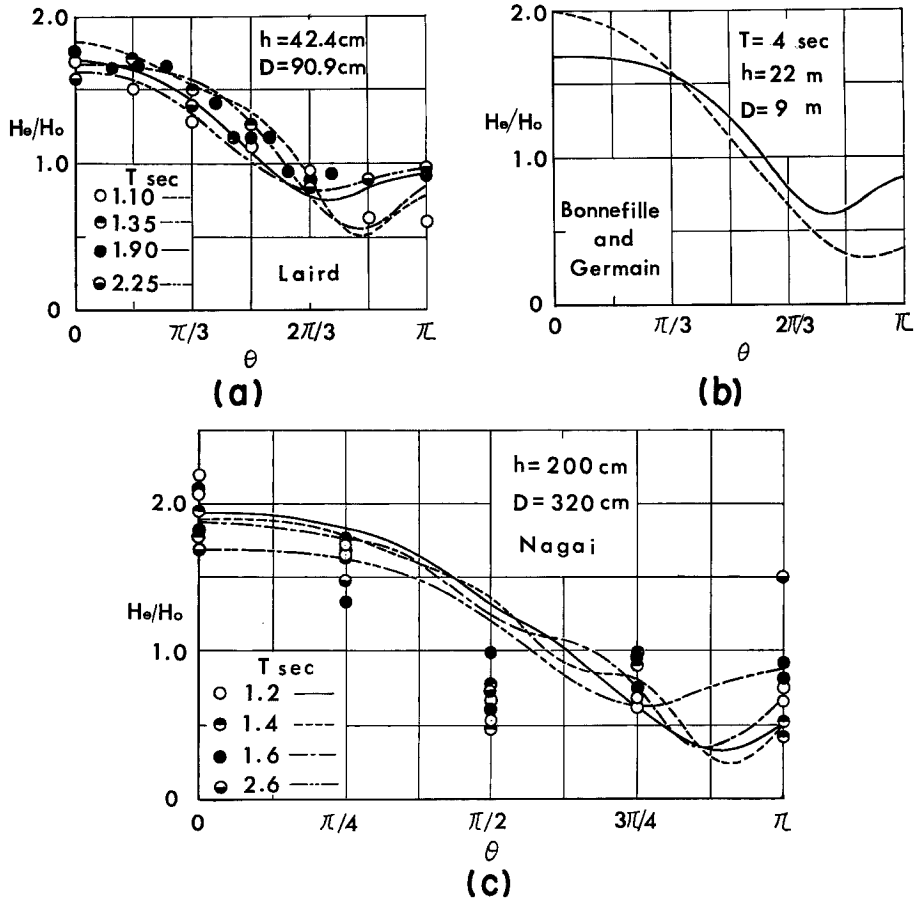 2.0
h=42.4cm
D=90.9cm
Hθ/Ho
1.0
T sec
1.10
1.35
1.90
2.25
Laird
0
0
π/3
2π/3
π
θ
(a)
2.0
T=4 sec
h=22 m
D=9 m
Hθ/Ho
1.0
Bonnefille
and
Germain
0
0
π/3
2π/3
π
θ
(b)
h=200 cm
D=320 cm
Nagai
2.0
Hθ/Ho
1.0
T sec
1.2
1.4
1.6
2.6
0
0
π/4
π/2
3π/4
π
θ
(c)